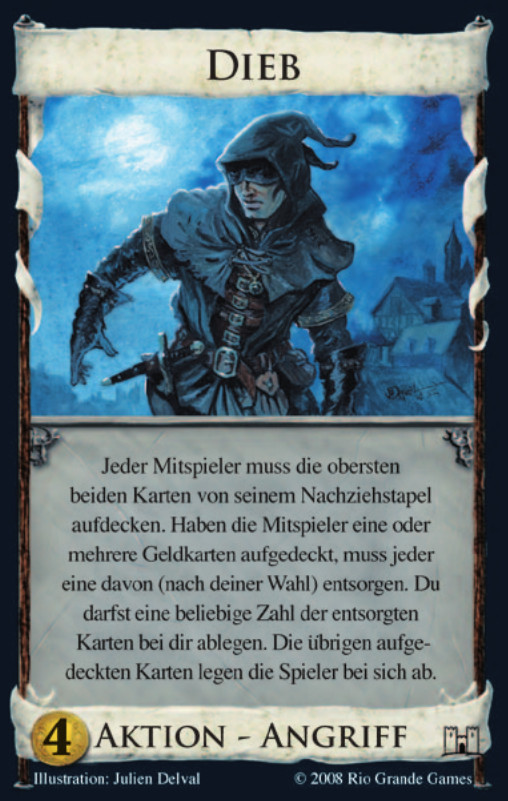 DIEB
Jeder Mitspieler muss die obersten
beiden Karten von seinem Nachziehstapel
aufdecken. Haben die Mitspieler eine oder
mehrere Geldkarten aufgedeckt, muss jeder
eine davon (nach deiner Wahl) entsorgen. Du
darfst eine beliebige Zahl der entsorgten
Karten bei dir ablegen. Die übrigen aufge-
deckten Karten legen die Spieler bei sich ab.
4 AKTION - ANGRIFF
Illustration: Julien Delval © 2008 Rio Grande Games